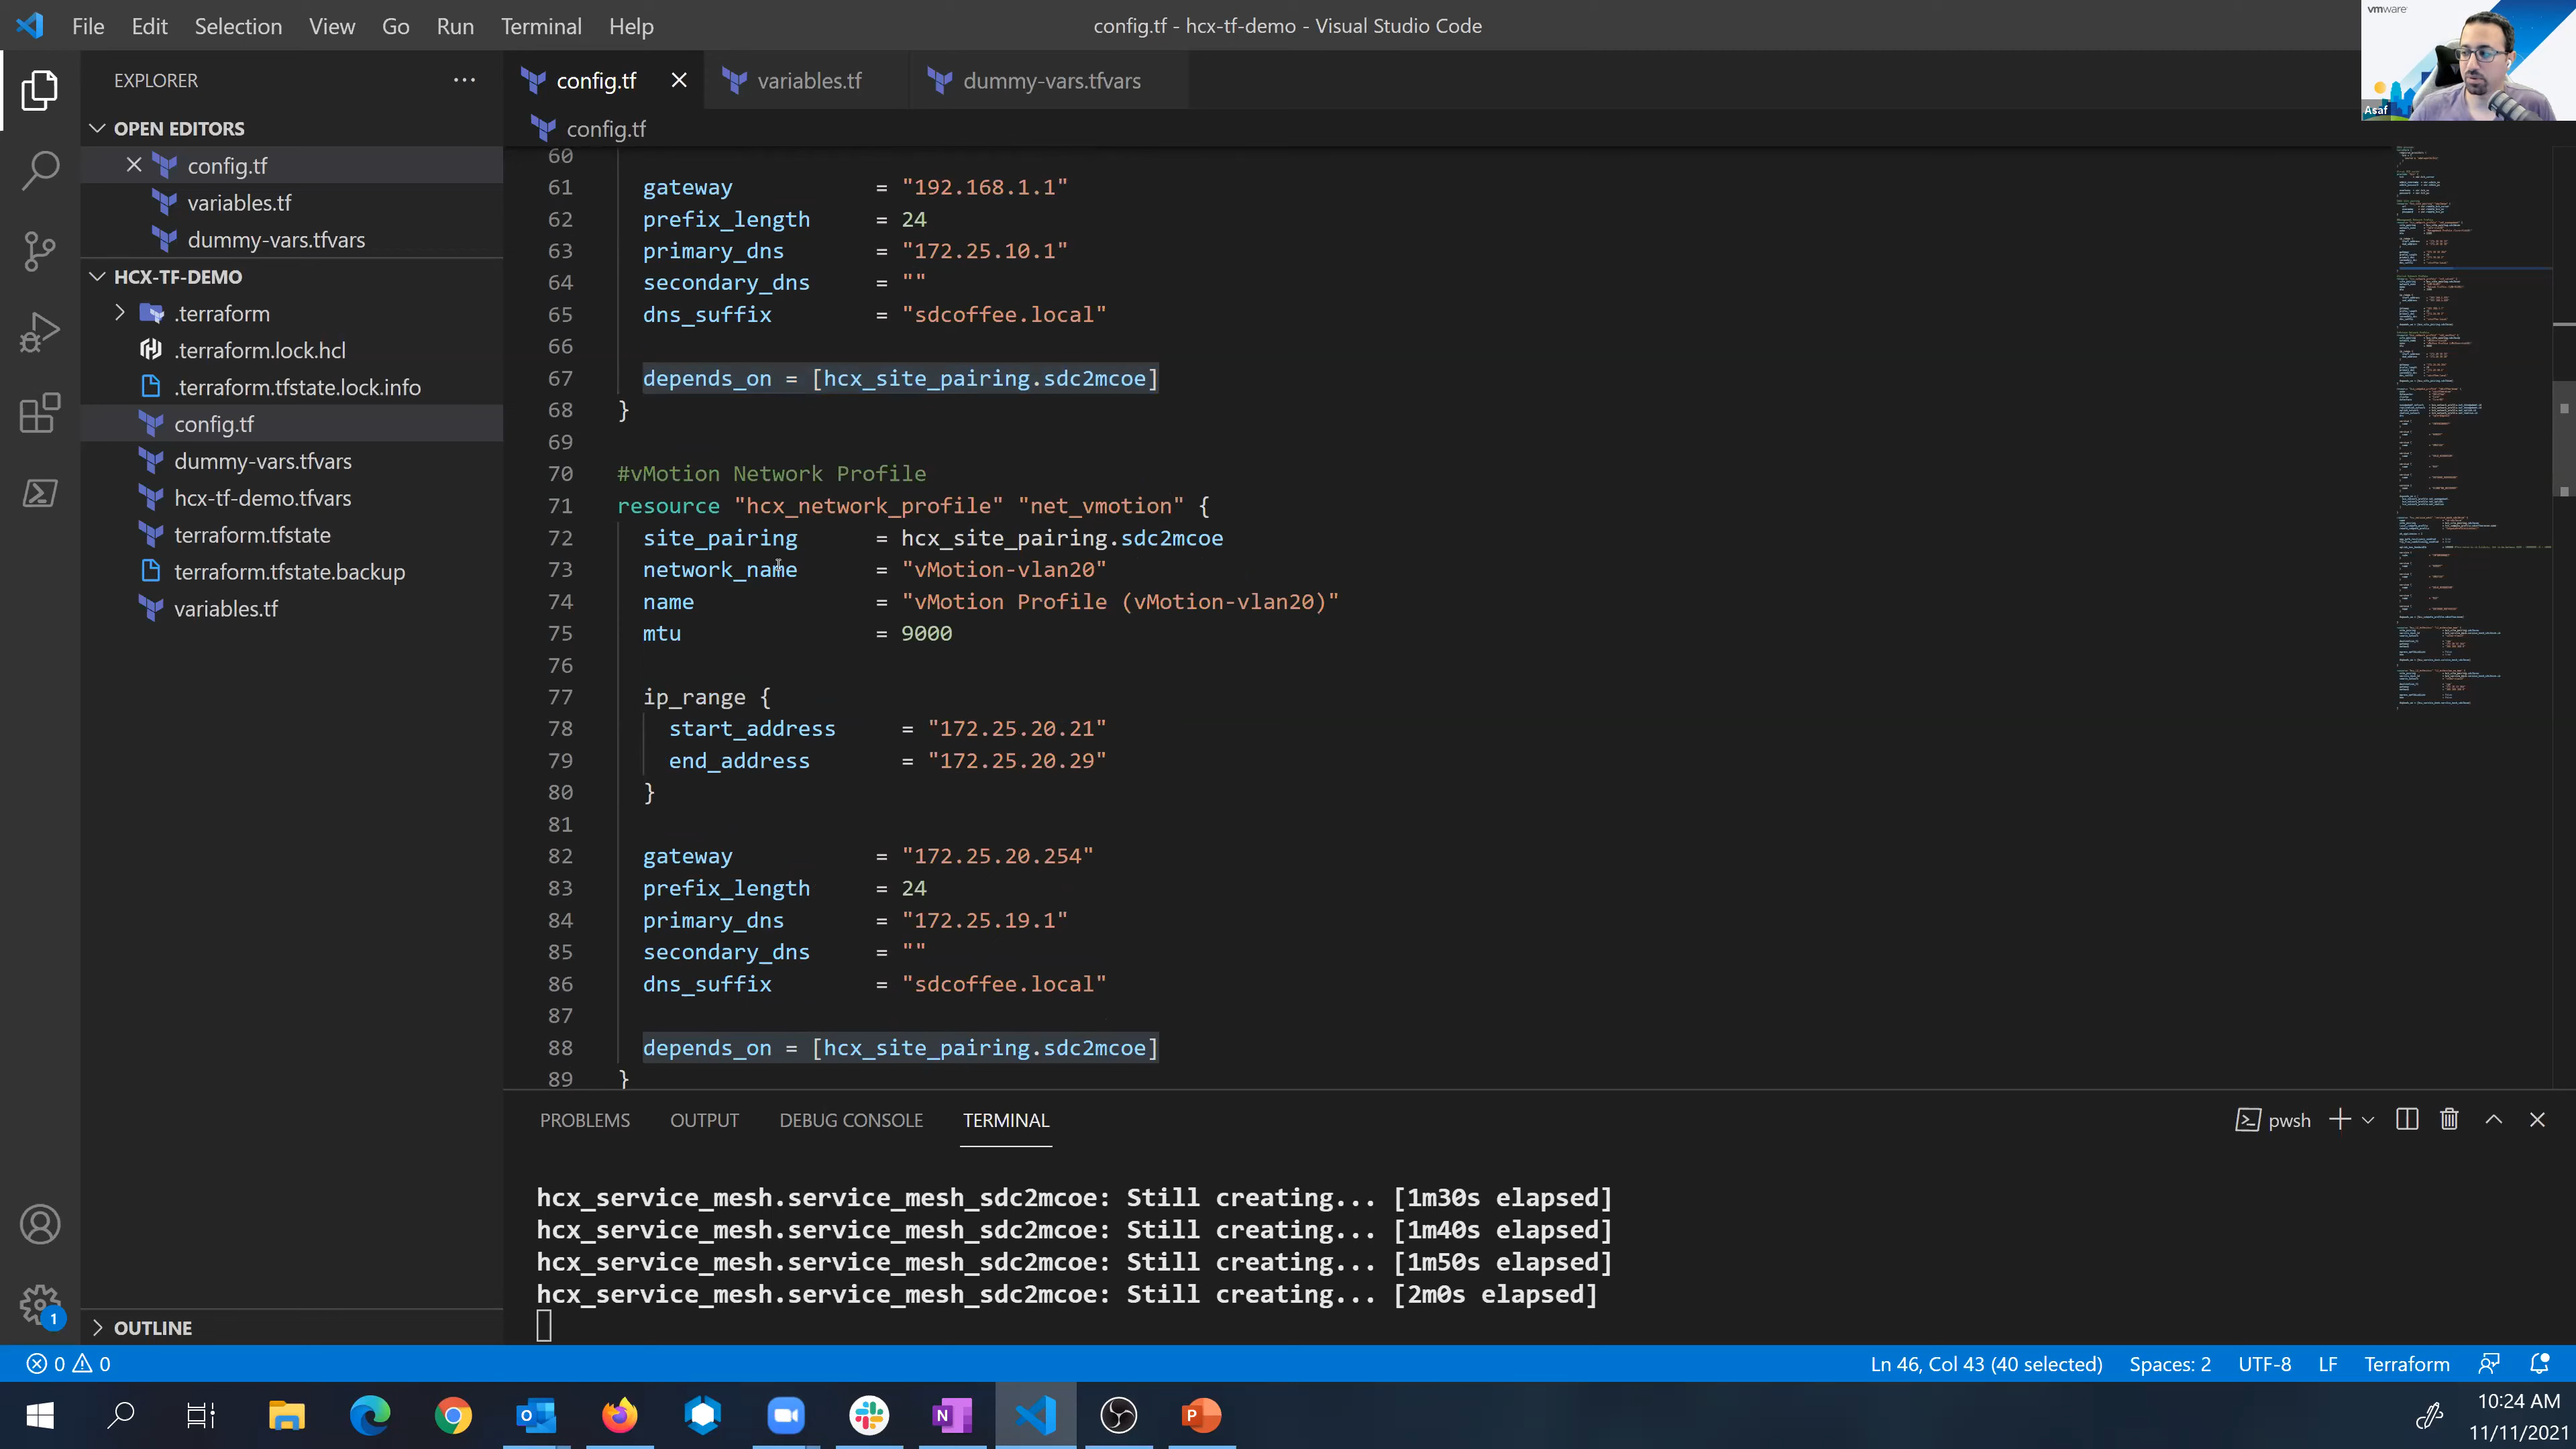 File Edit Selection View Go Run Terminal Help
config.tf - hcx-tf-demo - Visual Studio Code
vmware
Asaf
EXPLORER
OPEN EDITORS
config.tf
variables.tf
dummy-vars.tfvars
HCX-TF-DEMO
.terraform
.terraform.lock.hcl
.terraform.tfstate.lock.info
config.tf
dummy-vars.tfvars
hcx-tf-demo.tfvars
terraform.tfstate
terraform.tfstate.backup
variables.tf
OUTLINE
config.tf variables.tf dummy-vars.tfvars
config.tf
60
61 gateway = "192.168.1.1"
62 prefix_length = 24
63 primary_dns = "172.25.10.1"
64 secondary_dns = ""
65 dns_suffix = "sdcoffee.local"
66
67 depends_on = [hcx_site_pairing.sdc2mcoe]
68 }
69
70 #vMotion Network Profile
71 resource "hcx_network_profile" "net_vmotion" {
72 site_pairing = hcx_site_pairing.sdc2mcoe
73 network_name = "vMotion-vlan20"
74 name = "vMotion Profile (vMotion-vlan20)"
75 mtu = 9000
76
77 ip_range {
78 start_address = "172.25.20.21"
79 end_address = "172.25.20.29"
80 }
81
82 gateway = "172.25.20.254"
83 prefix_length = 24
84 primary_dns = "172.25.19.1"
85 secondary_dns = ""
86 dns_suffix = "sdcoffee.local"
87
88 depends_on = [hcx_site_pairing.sdc2mcoe]
89 }
PROBLEMS OUTPUT DEBUG CONSOLE TERMINAL
pwsh
hcx_service_mesh.service_mesh_sdc2mcoe: Still creating... [1m30s elapsed]
hcx_service_mesh.service_mesh_sdc2mcoe: Still creating... [1m40s elapsed]
hcx_service_mesh.service_mesh_sdc2mcoe: Still creating... [1m50s elapsed]
hcx_service_mesh.service_mesh_sdc2mcoe: Still creating... [2m0s elapsed]
1
0 0
Ln 46, Col 43 (40 selected) Spaces: 2 UTF-8 LF Terraform
10:24 AM
11/11/2021